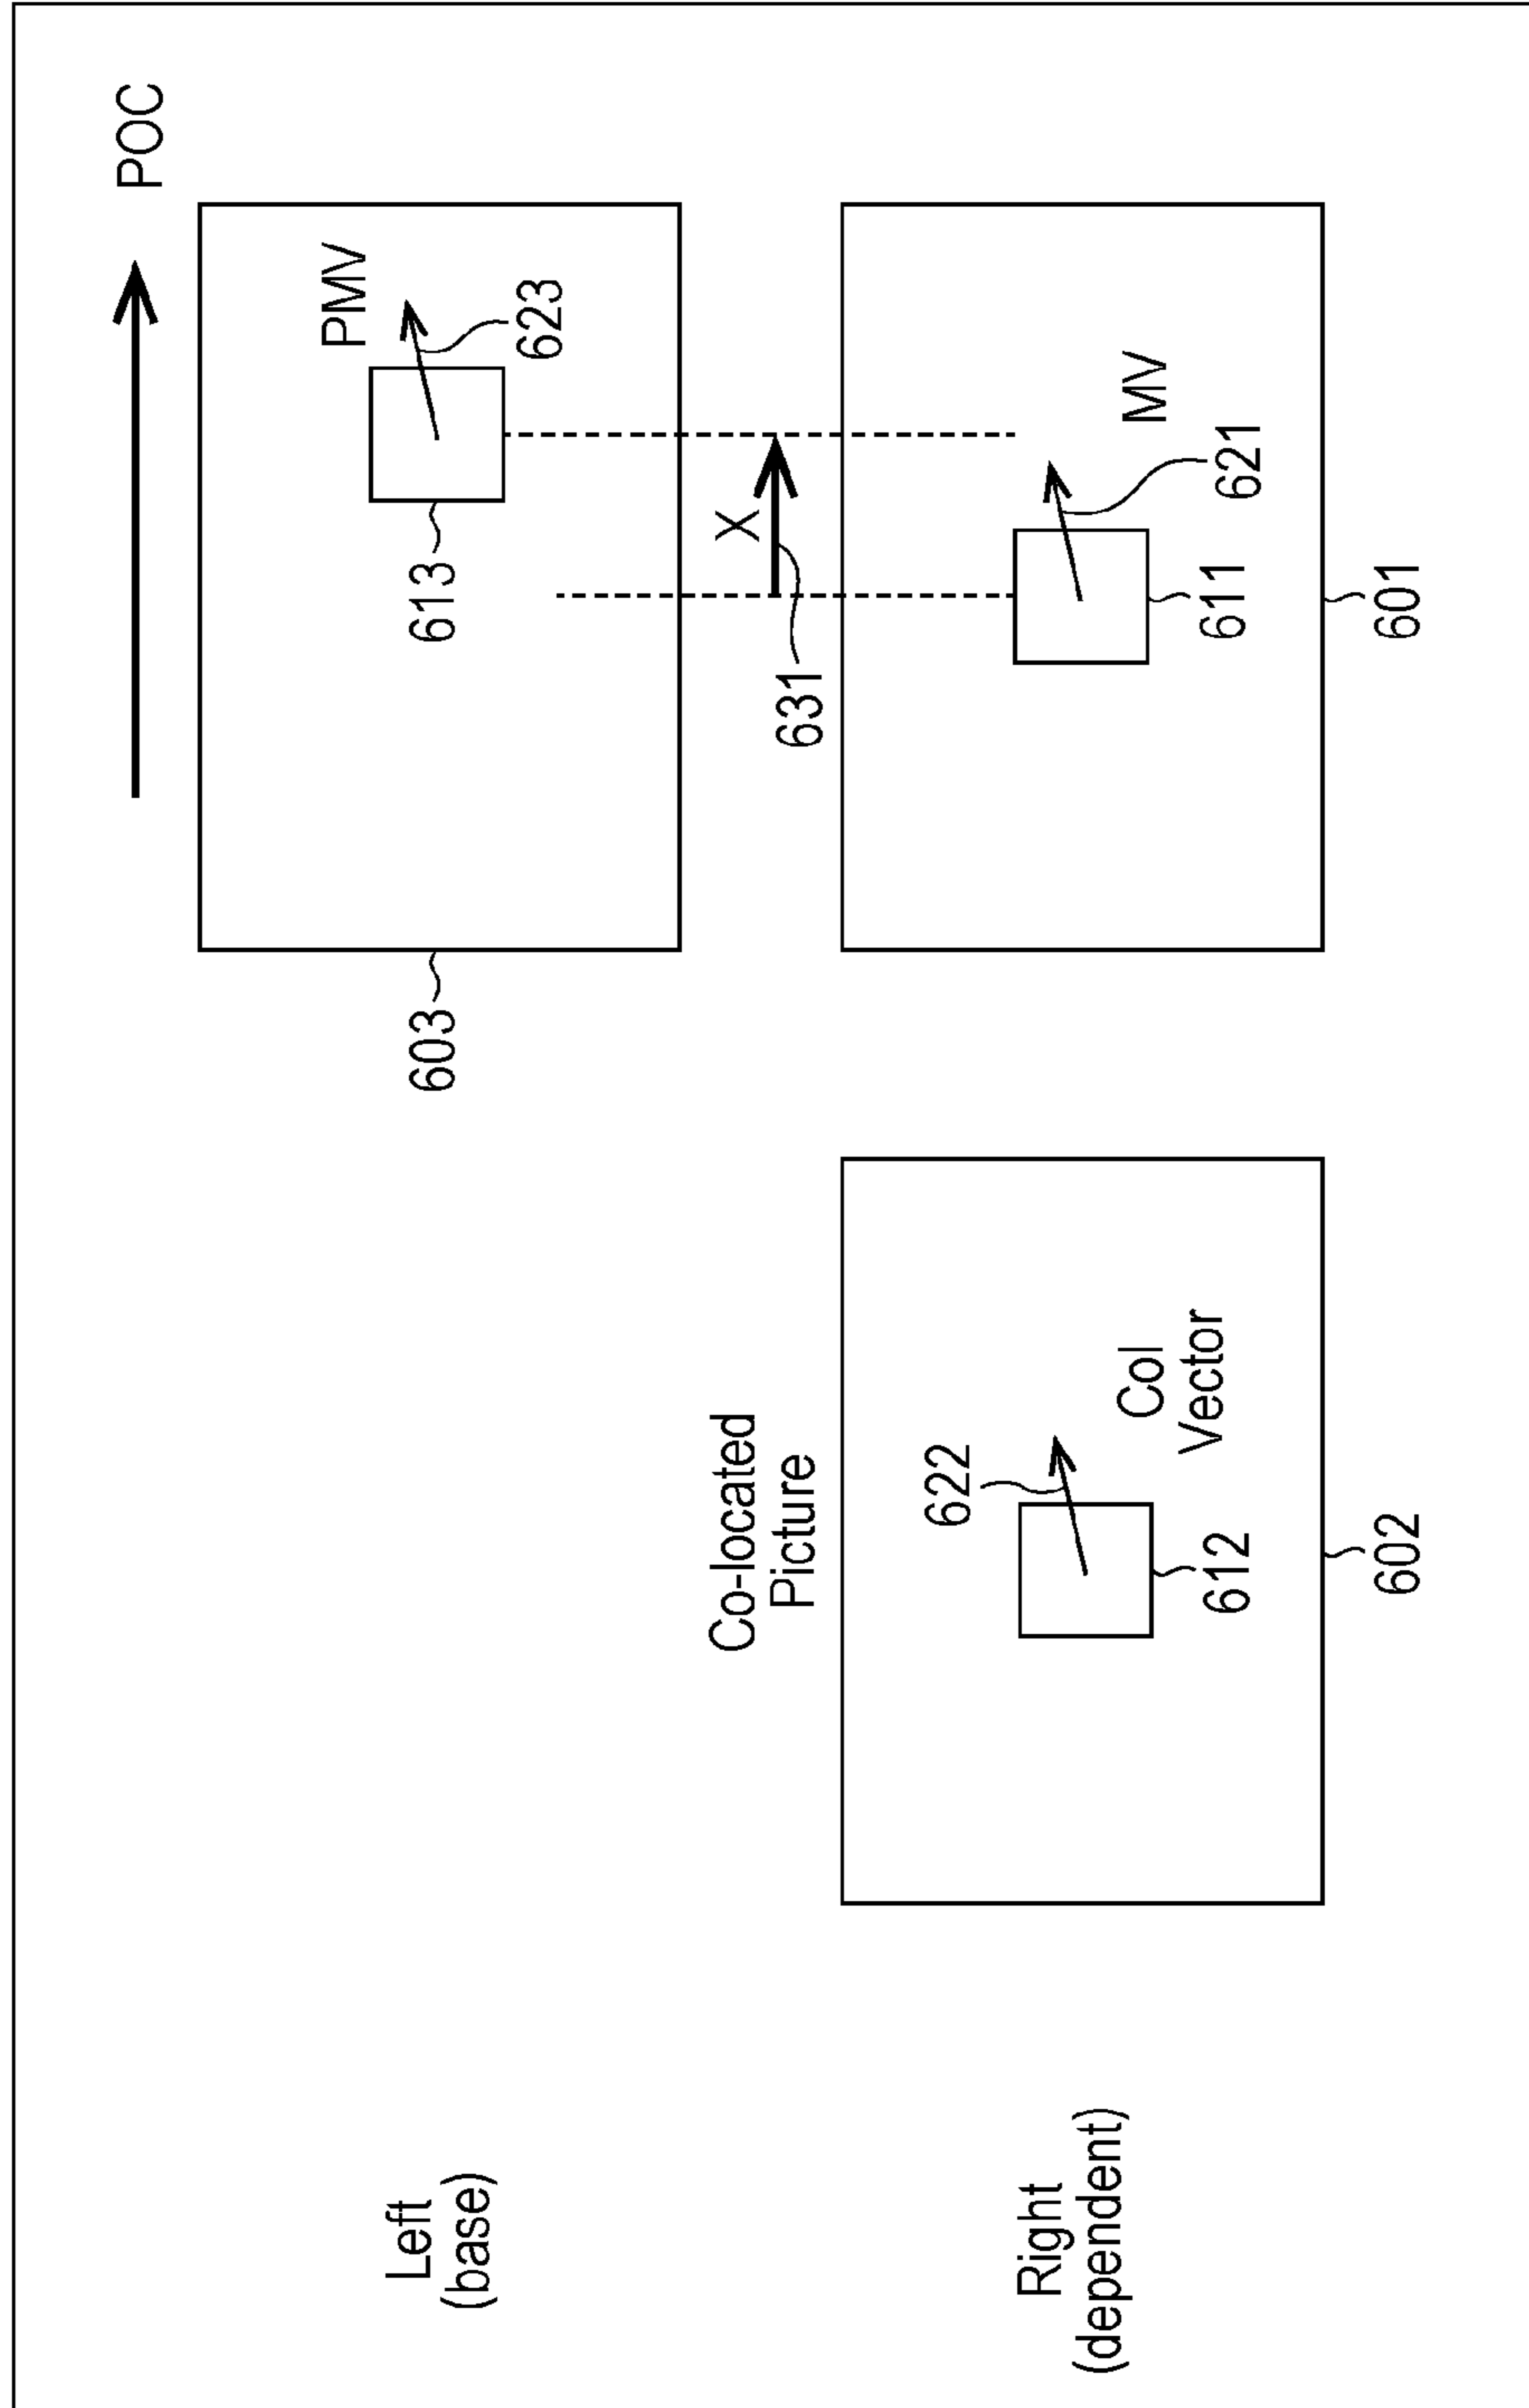 POC
PMV
Left
(base)
603
613
623
Co-located
Picture
X
631
622
Right
(dependent)
Col
Vector
MV
612
611
621
602
601